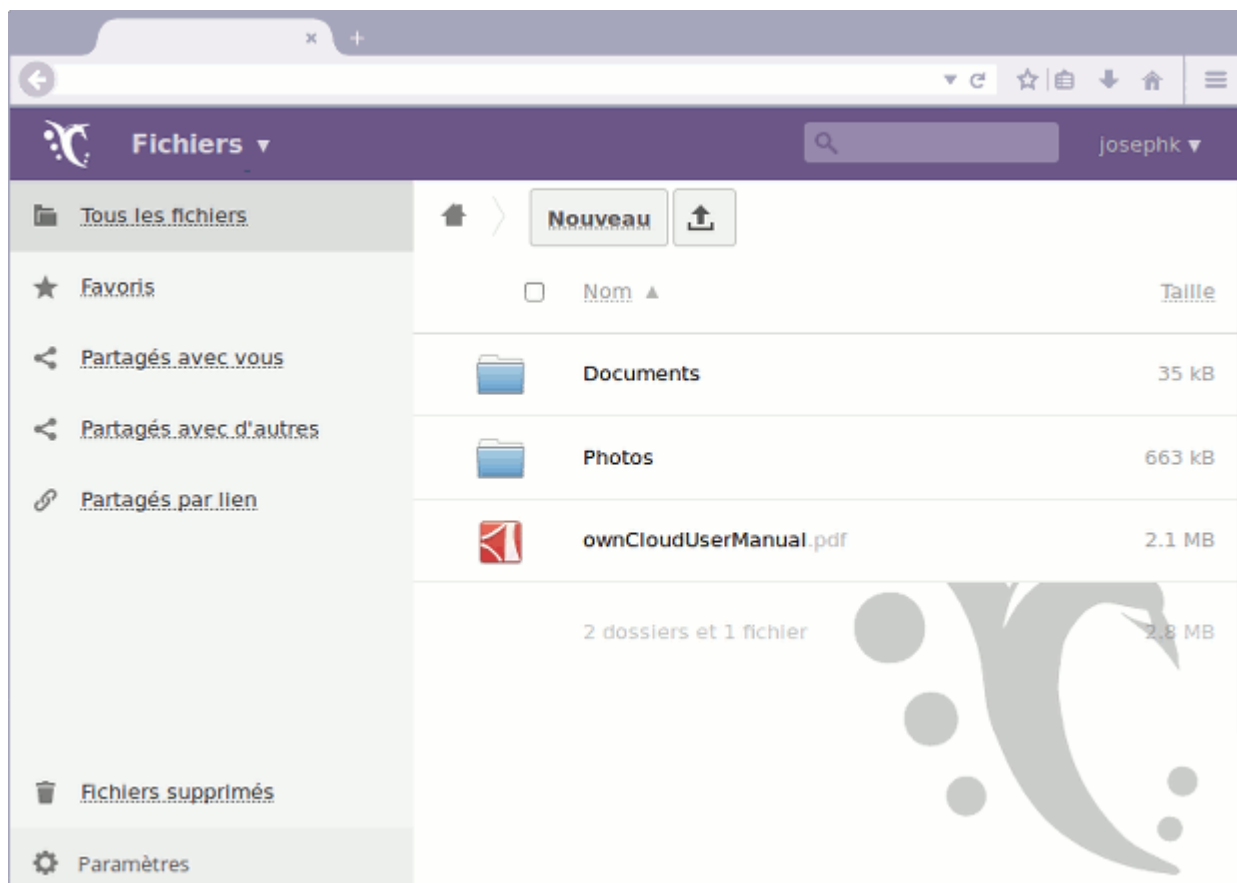 Fichiers ▼
josephk ▼
Tous les fichiers
Favoris
Partagés avec vous
Partagés avec d'autres
Partagés par lien
Fichiers supprimés
Paramètres
Nouveau
Nom ▲ Taille
Documents 35 kB
Photos 663 kB
ownCloudUserManual.pdf 2.1 MB
2 dossiers et 1 fichier 2.8 MB